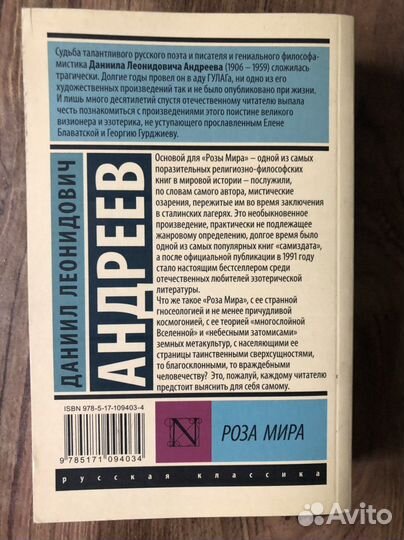 Судьба талантливого русского поэта и писателя и гениального философа-
мистика Даниила Леонидовича Андреева (1906 – 1959) сложилась
трагически. Долгие годы провел он в аду ГУЛАГа, ни одно из его
художественных произведений так и не было опубликовано при жизни.
И лишь много десятилетий спустя отечественному читателю выпала
честь познакомиться с произведениями этого поистине великого
визионера и эзотерика, не уступающего прославленным Елене
Блаватской и Георгию Гурджиеву.
ДАНИИЛ ЛЕОНИДОВИЧ
АНДРЕЕВ
Основой для «Розы Мира» – одной из самых
поразительных религиозно-философских
книг в мировой истории – послужили,
по словам самого автора, мистические
озарения, пережитые им во время заключения
в сталинских лагерях. Это необыкновенное
произведение, практически не подлежащее
жанровому определению, долгое время было
одной из самых популярных книг «самиздата»,
а после официальной публикации в 1991 году
стало настоящим бестселлером среди
отечественных любителей эзотерической
литературы.
Что же такое «Роза Мира», с ее странной
гносеологией и не менее причудливой
космогонией, с ее теорией «многослойной
Вселенной» и «небесными затомисами»
земных метакультур, с населяющими ее
страницы таинственными сверхсущностями,
то благосклонными, то враждебными
человечеству? Это, пожалуй, каждому читателю
предстоит выяснить для себя самому.
ISBN 978-5-17-109403-4
9 785171 094034
N
РОЗА МИРА
русская классика
Avito